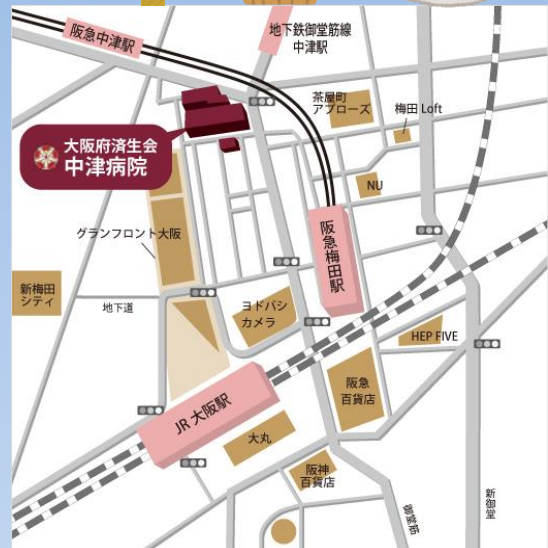 阪急中津駅
地下鉄御堂筋線
中津駅
茶屋町
アプローズ
梅田 Loft
大阪府済生会
中津病院
NU
グランフロント大阪
阪急梅田駅
新梅田
シティ
地下道
ヨドバシ
カメラ
HEP FIVE
阪急
百貨店
JR 大阪駅
大丸
阪神
百貨店
御堂筋
新御堂